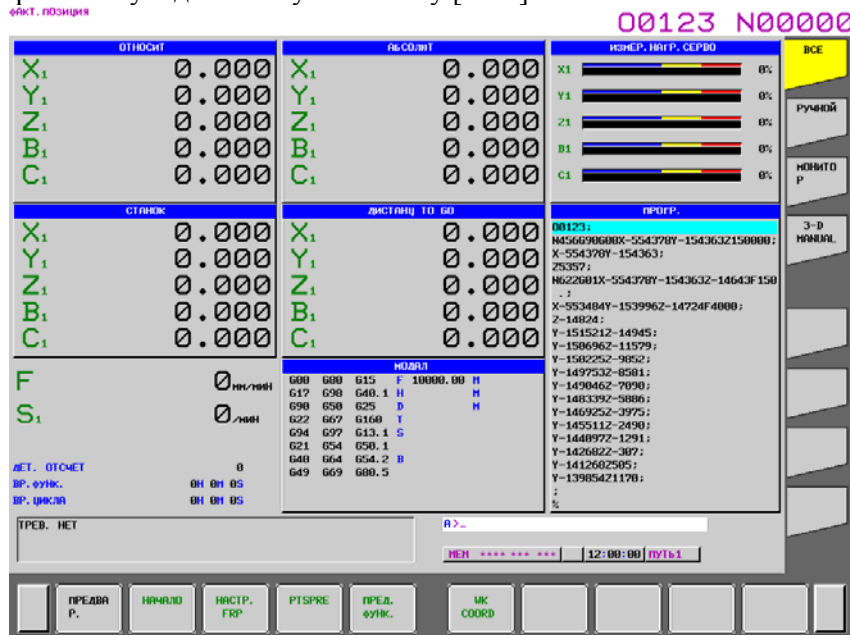 ФАКТ.ПОЗИЦИЯ
O0123 N00000
ОТНОСИТ
X1 0.000
Y1 0.000
Z1 0.000
B1 0.000
C1 0.000
АБСОЛЮТ
X1 0.000
Y1 0.000
Z1 0.000
B1 0.000
C1 0.000
ИЗМЕР.НАГР.СЕРВО
X1 0%
Y1 0%
Z1 0%
B1 0%
C1 0%
СТАНОК
X1 0.000
Y1 0.000
Z1 0.000
B1 0.000
C1 0.000
ДИСТАНЦ TO GO
X1 0.000
Y1 0.000
Z1 0.000
B1 0.000
C1 0.000
ПРОГР.
O0123;
N456G90G00X-554378Y-154363Z150000;
X-554378Y-154363;
Z5357;
N622G01X-554378Y-154363Z-14643F150
.;
X-553484Y-153996Z-14724F4000;
Z-14824;
Y-151521Z-14945;
Y-150696Z-11579;
Y-150225Z-9852;
Y-149753Z-8581;
Y-149046Z-7090;
Y-148339Z-5886;
Y-146925Z-3975;
Y-145511Z-2490;
Y-144097Z-1291;
Y-142682Z-307;
Y-141268Z505;
Y-139854Z1170;
;
%
F 0мм/мин
S1 0/мин
ДЕТ. ОТСЧЕТ 0
ВР.ФУНК. 0H 0M 0S
ВР.ЦИКЛА 0H 0M 0S
МОДАЛ
G00 G80 G15 F 10000.00 M
G17 G98 G40.1 H M
G90 G50 G25 D M
G22 G67 G160 T
G94 G97 G13.1 S
G21 G54 G50.1
G40 G64 G54.2 B
G49 G69 G80.5
ТРЕВ. НЕТ
A>_
MEM **** *** *** 12:00:00 ПУТЬ1
ВСЕ
РУЧНОЙ
МОНИТО
Р
3-D
MANUAL
ПРЕДВА
Р.
НАЧАЛО
НАСТР.
FRP
PTSPRE
ПРЕД.
ФУНК.
WK
COORD